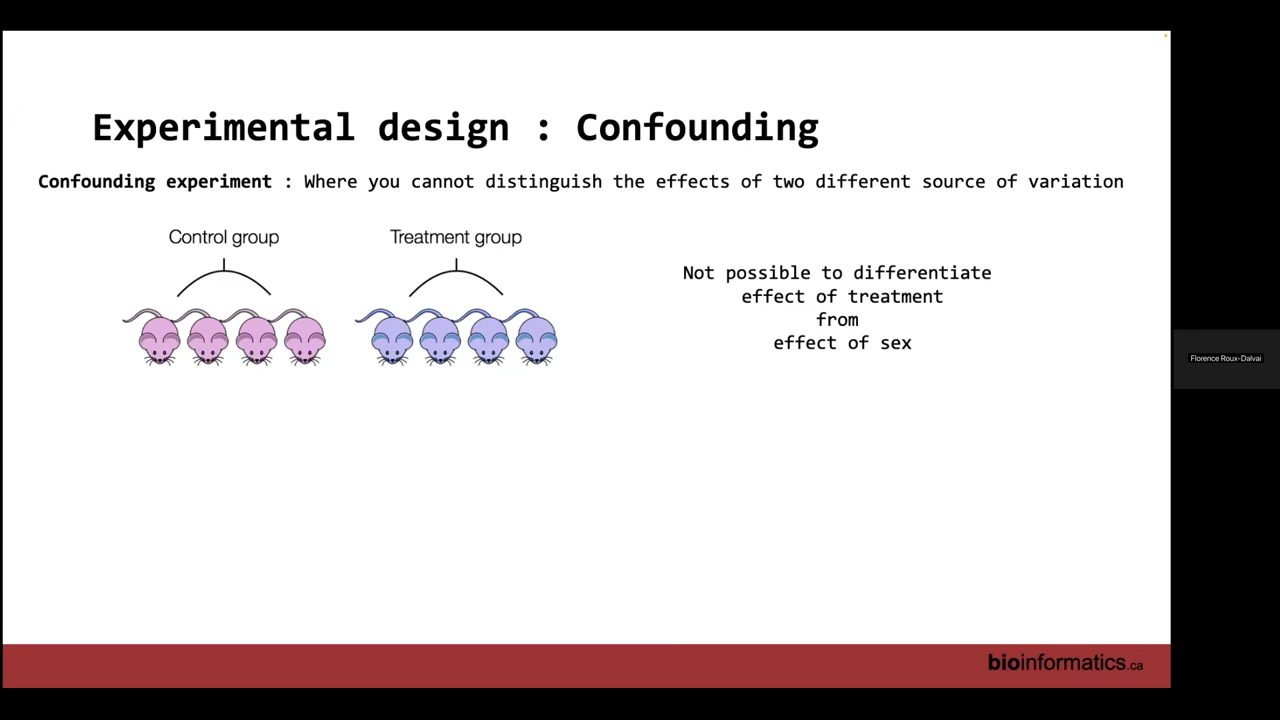 Experimental design : Confounding
Confounding experiment : Where you cannot distinguish the effects of two different source of variation
Control group
Treatment group
Not possible to differentiate
effect of treatment
from
effect of sex
Florence Roux-Dalvai
bioinformatics.ca